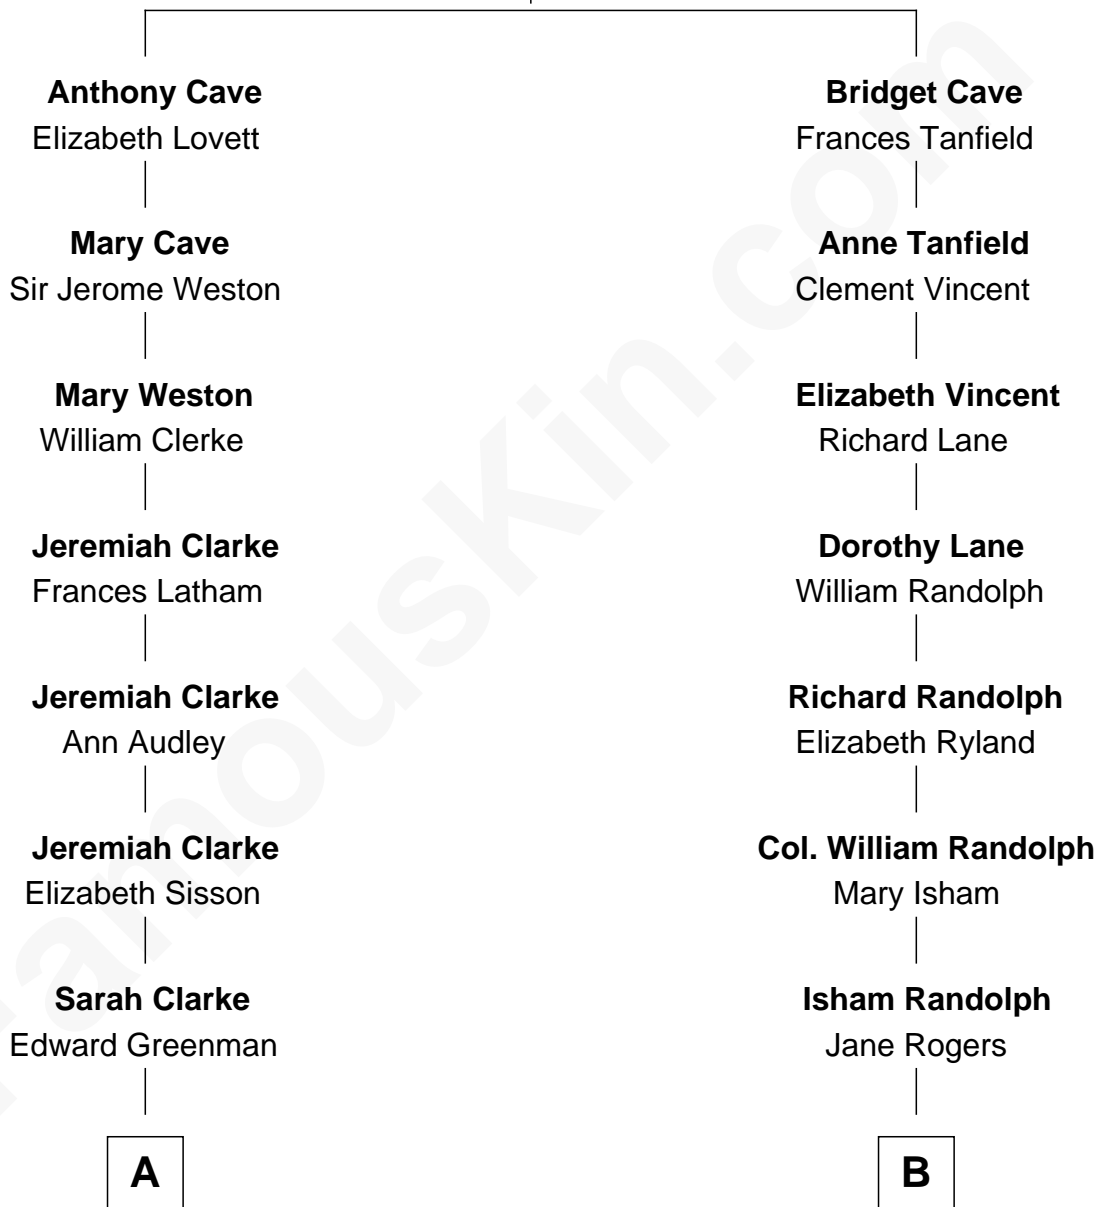 Anthony Cave
Elizabeth Lovett
Mary Cave
Sir Jerome Weston
Mary Weston
William Clerke
Jeremiah Clarke
Frances Latham
Jeremiah Clarke
Ann Audley
Jeremiah Clarke
Elizabeth Sisson
Sarah Clarke
Edward Greenman
A
Bridget Cave
Frances Tanfield
Anne Tanfield
Clement Vincent
Elizabeth Vincent
Richard Lane
Dorothy Lane
William Randolph
Richard Randolph
Elizabeth Ryland
Col. William Randolph
Mary Isham
Isham Randolph
Jane Rogers
B
FamousKin.com